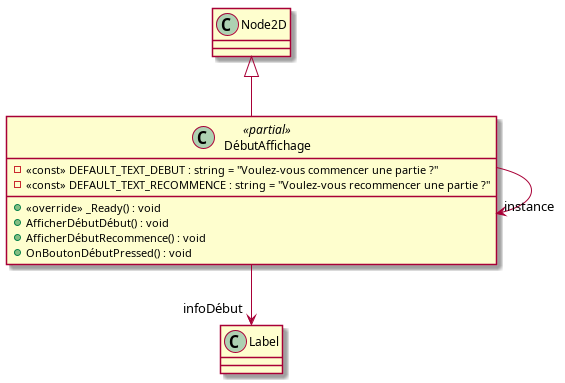 C Node2D
«partial»
C DébutAffichage
«const» DEFAULT_TEXT_DEBUT : string = "Voulez-vous commencer une partie ?"
«const» DEFAULT_TEXT_RECOMMENCE : string = "Voulez-vous recommencer une partie ?"
«override» _Ready() : void
AfficherDébutDébut() : void
AfficherDébutRecommence() : void
OnBoutonDébutPressed() : void
instance
infoDébut
C Label